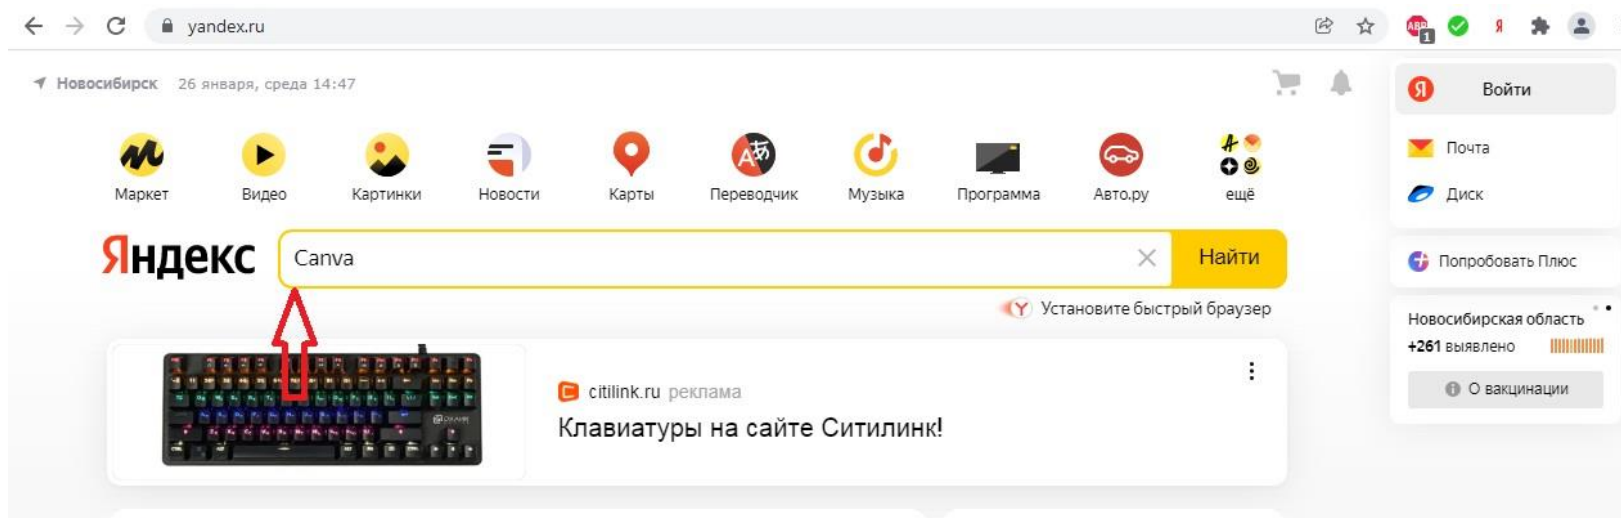 yandex.ru
ABP
1
Я
Новосибирск 26 января, среда 14:47
Я Войти
Маркет Видео Картинки Новости Карты Переводчик Музыка Программа Авто.ру ещё
Почта
Диск
Яндекс Canva Найти
Попробовать Плюс
Установите быстрый браузер
Новосибирская область
+261 выявлено
О вакцинации
citilink.ru реклама
Клавиатуры на сайте Ситилинк!